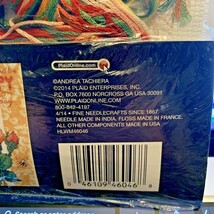 PlaidOnline.com
©ANDREA TACHIERA
©2014 PLAID ENTERPRISES, INC.
P.O. BOX 7600 NORCROSS GA USA 30091
WWW.PLAIDONLINE.COM
800-842-4197
4/14 • FINE NEEDLECRAFTS SINCE 1867
NEEDLE MADE IN INDIA, FLOSS MADE IN FRANCE.
ALL OTHER COMPONENTS MADE IN USA
HLWM46046
46109 46046 8